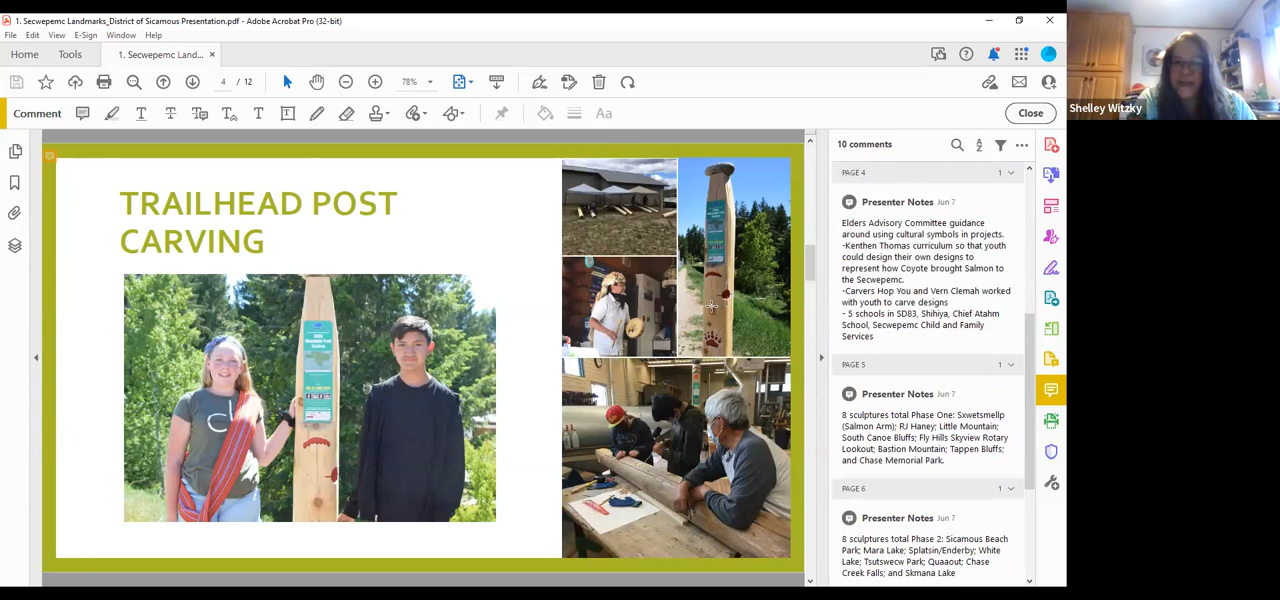 1. Secwepemc Landmarks_District of Sicamous Presentation.pdf - Adobe Acrobat Pro (32-bit)
File Edit View E-Sign Window Help
Home Tools 1. Secwepemc Land... ×
4 / 12 78%
Comment Aa Close
TRAILHEAD POST
CARVING
10 comments
PAGE 4 1
Presenter Notes Jun 7
Elders Advisory Committee guidance
around using cultural symbols in projects.
-Kenthen Thomas curriculum so that youth
could design their own designs to
represent how Coyote brought Salmon to
the Secwepemc.
-Carvers Hop You and Vern Clemah worked
with youth to carve designs
- 5 schools in SD83, Shihiya, Chief Atahm
School, Secwepemc Child and Family
Services
PAGE 5 1
Presenter Notes Jun 7
8 sculptures total Phase One: Sxwetsmellp
(Salmon Arm); RJ Haney; Little Mountain;
South Canoe Bluffs; Fly Hills Skyview Rotary
Lookout; Bastion Mountain; Tappen Bluffs;
and Chase Memorial Park.
PAGE 6 1
Presenter Notes Jun 7
8 sculptures total Phase 2: Sicamous Beach
Park; Mara Lake; Splatsin/Enderby; White
Lake; Tsutswecw Park; Quaaout; Chase
Creek Falls; and Skmana Lake
Shelley Witzky